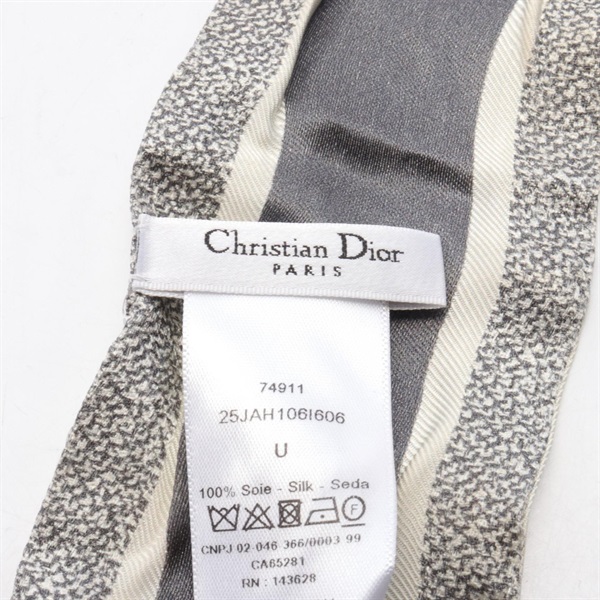 Christian Dior
PARIS
74911
25JAH106I606
U
100% Soie - Silk - Seda
F
CNPJ 02-046 366/0003 99
CA65281
RN : 143628